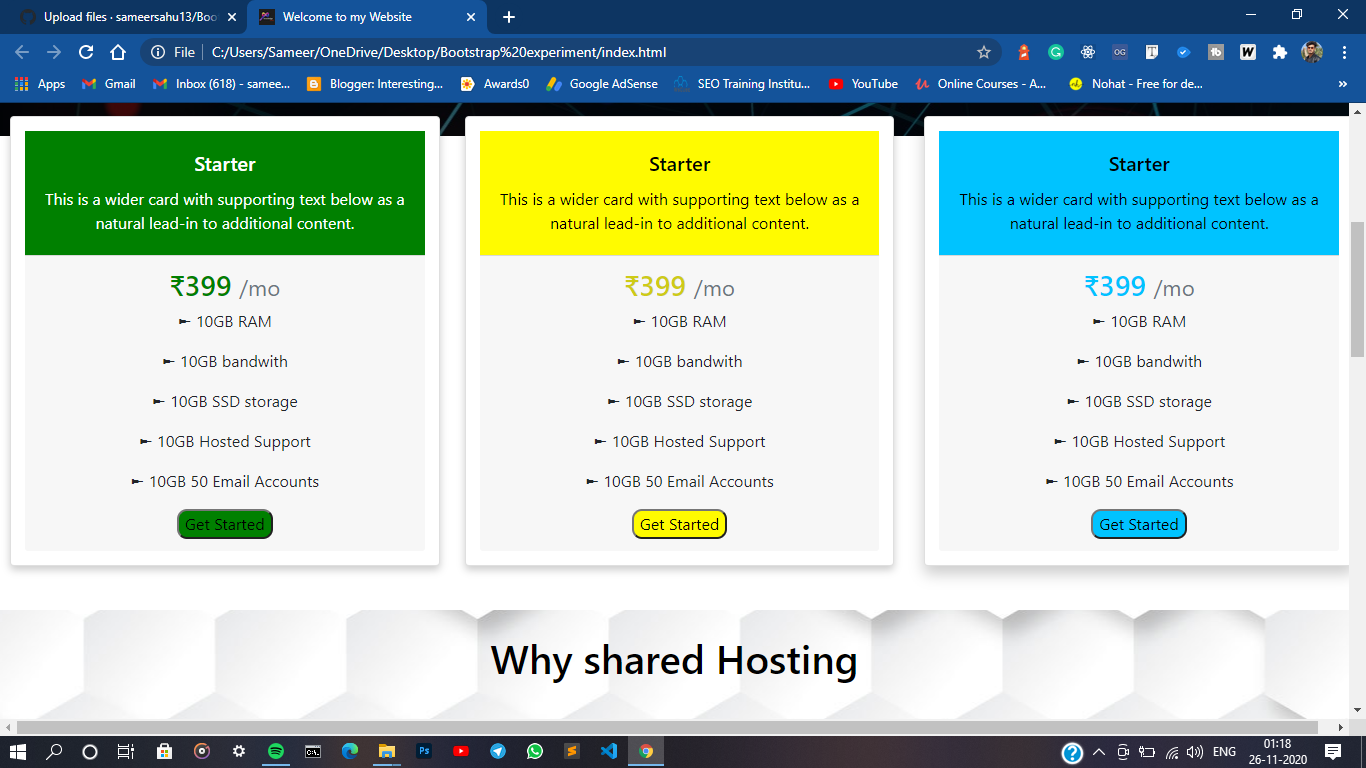 Upload files · sameersahu13/Boo
Welcome to my Website
File C:/Users/Sameer/OneDrive/Desktop/Bootstrap%20experiment/index.html
Apps Gmail Inbox (618) - samee... Blogger: Interesting... Awards0 Google AdSense SEO Training Institu... YouTube Online Courses - A... Nohat - Free for de... »
Starter
This is a wider card with supporting text below as a
natural lead-in to additional content.
₹399 /mo
10GB RAM
10GB bandwith
10GB SSD storage
10GB Hosted Support
10GB 50 Email Accounts
Get Started
Starter
This is a wider card with supporting text below as a
natural lead-in to additional content.
₹399 /mo
10GB RAM
10GB bandwith
10GB SSD storage
10GB Hosted Support
10GB 50 Email Accounts
Get Started
Starter
This is a wider card with supporting text below as a
natural lead-in to additional content.
₹399 /mo
10GB RAM
10GB bandwith
10GB SSD storage
10GB Hosted Support
10GB 50 Email Accounts
Get Started
Why shared Hosting
ENG
01:18
26-11-2020